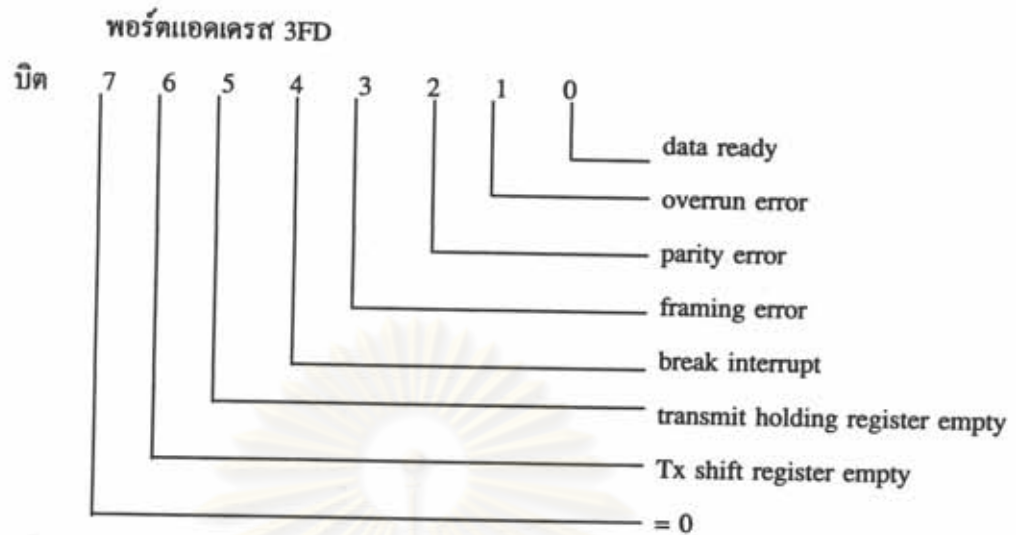 พอร์ตแอดเดรส 3FD
บิต 7 6 5 4 3 2 1 0
data ready
overrun error
parity error
framing error
break interrupt
transmit holding register empty
Tx shift register empty
= 0